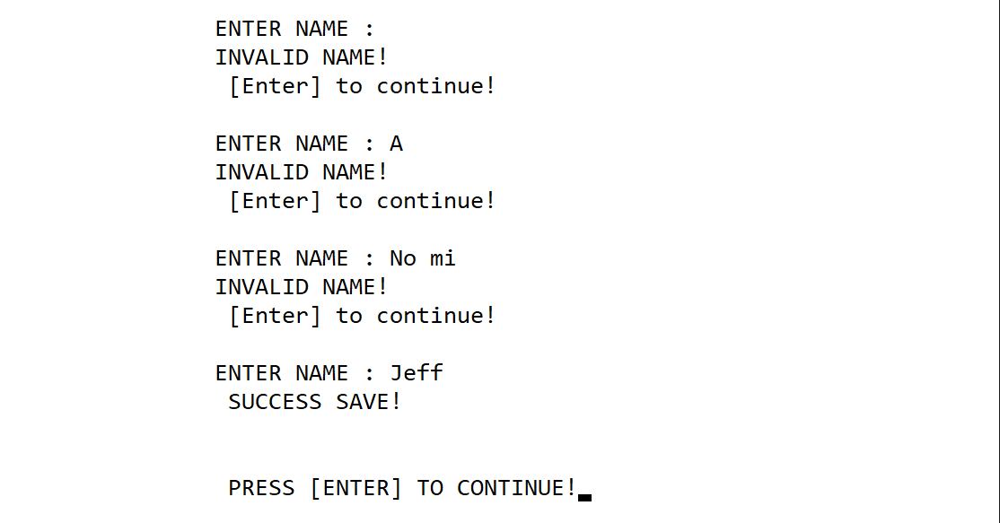 ENTER NAME :
INVALID NAME!
[Enter] to continue!
ENTER NAME : A
INVALID NAME!
[Enter] to continue!
ENTER NAME : No mi
INVALID NAME!
[Enter] to continue!
ENTER NAME : Jeff
SUCCESS SAVE!
PRESS [ENTER] TO CONTINUE!